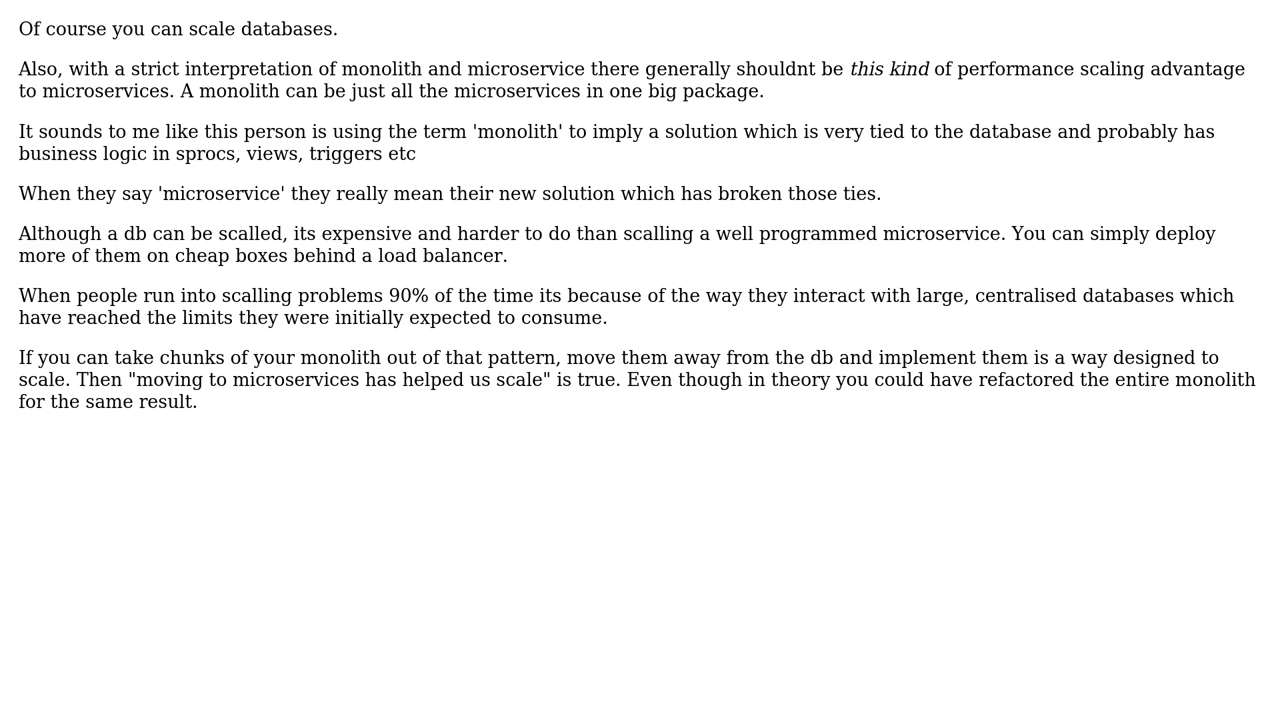 Of course you can scale databases.
Also, with a strict interpretation of monolith and microservice there generally shouldnt be this kind of performance scaling advantage
to microservices. A monolith can be just all the microservices in one big package.
It sounds to me like this person is using the term 'monolith' to imply a solution which is very tied to the database and probably has
business logic in sprocs, views, triggers etc
When they say 'microservice' they really mean their new solution which has broken those ties.
Although a db can be scalled, its expensive and harder to do than scalling a well programmed microservice. You can simply deploy
more of them on cheap boxes behind a load balancer.
When people run into scalling problems 90% of the time its because of the way they interact with large, centralised databases which
have reached the limits they were initially expected to consume.
If you can take chunks of your monolith out of that pattern, move them away from the db and implement them is a way designed to
scale. Then "moving to microservices has helped us scale" is true. Even though in theory you could have refactored the entire monolith
for the same result.